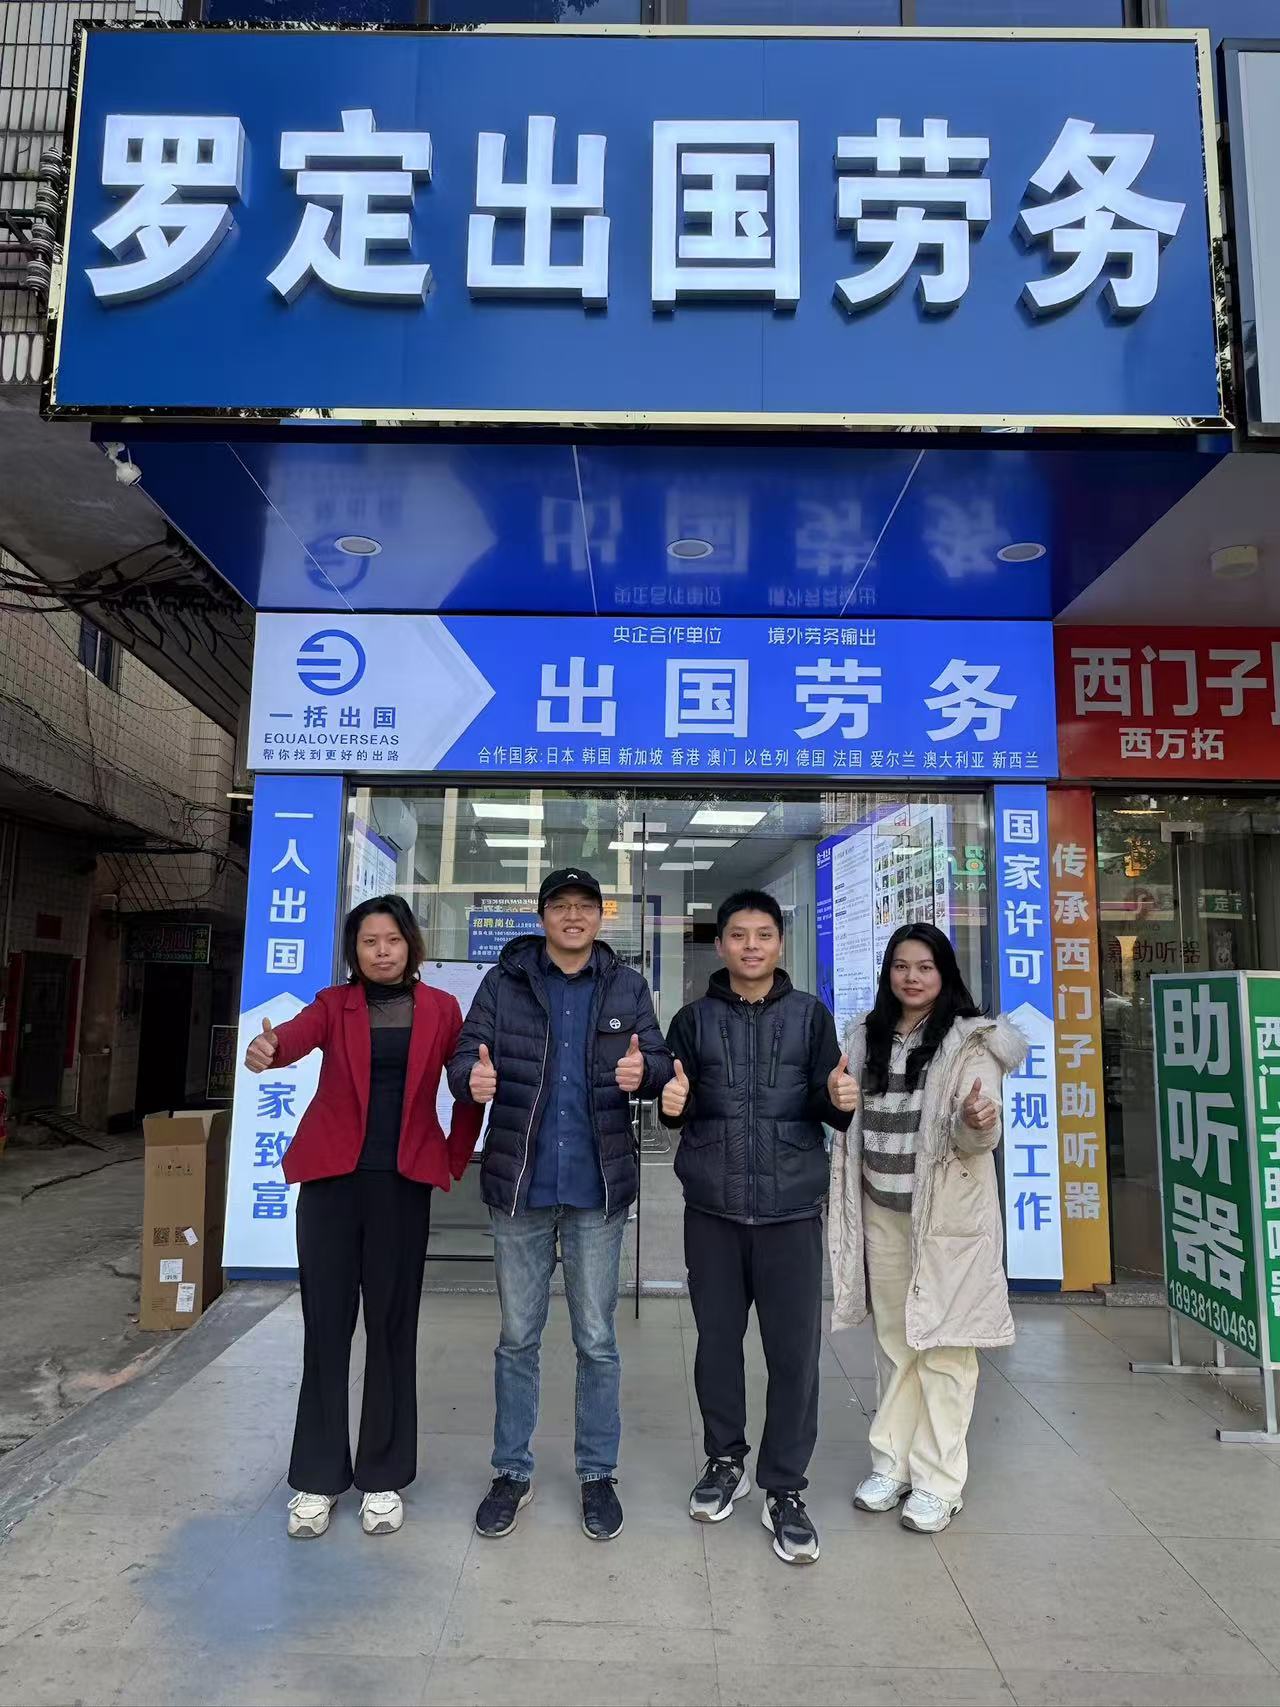 罗定出国劳务
央企合作单位 境外劳务输出
出国劳务
合作国家:日本 韩国 新加坡 香港 澳门 以色列 德国 法国 爱尔兰 澳大利亚 新西兰
一括出国
EQUALOVERSEAS
帮你找到更好的出路
一人出国
家致富
国家许可
正规工作
招聘岗位
西门子
西万拓
传承西门子助听器
助听器
助听器
18938130469
西门子助听器